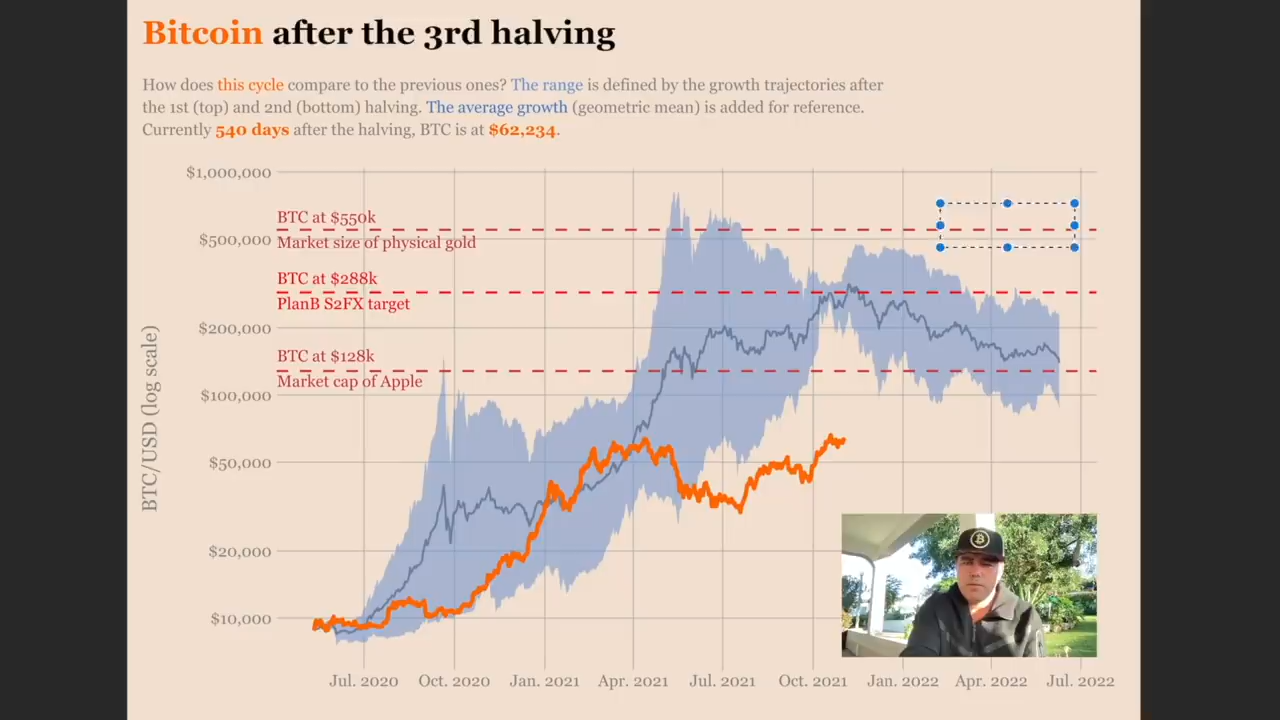 Bitcoin after the 3rd halving
How does this cycle compare to the previous ones? The range is defined by the growth trajectories after
the 1st (top) and 2nd (bottom) halving. The average growth (geometric mean) is added for reference.
Currently 540 days after the halving, BTC is at $62,234.
BTC/USD (log scale)
$1,000,000
BTC at $550k
$500,000
Market size of physical gold
BTC at $288k
PlanB S2FX target
$200,000
BTC at $128k
Market cap of Apple
$100,000
$50,000
$20,000
$10,000
Jul. 2020 Oct. 2020 Jan. 2021 Apr. 2021 Jul. 2021 Oct. 2021 Jan. 2022 Apr. 2022 Jul. 2022